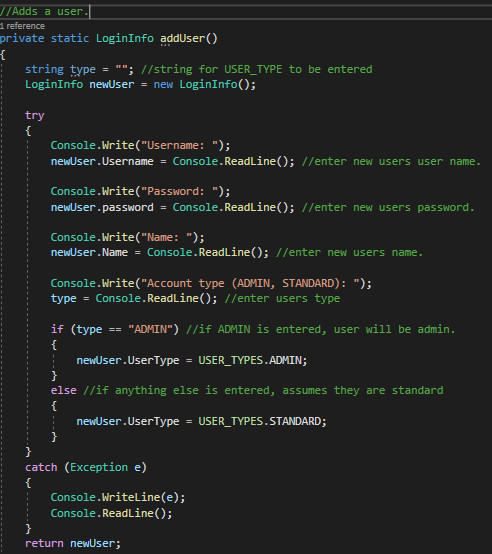 //Adds a user.
1 reference
private static LoginInfo addUser()
{
string type = ""; //string for USER_TYPE to be entered
LoginInfo newUser = new LoginInfo();
try
{
Console.Write("Username: ");
newUser.Username = Console.ReadLine(); //enter new users user name.
Console.Write("Password: ");
newUser.password = Console.ReadLine(); //enter new users password.
Console.Write("Name: ");
newUser.Name = Console.ReadLine(); //enter new users name.
Console.Write("Account type (ADMIN, STANDARD): ");
type = Console.ReadLine(); //enter users type
if (type == "ADMIN") //if ADMIN is entered, user will be admin.
{
newUser.UserType = USER_TYPES.ADMIN;
}
else //if anything else is entered, assumes they are standard
{
newUser.UserType = USER_TYPES.STANDARD;
}
}
catch (Exception e)
{
Console.WriteLine(e);
Console.ReadLine();
}
return newUser;